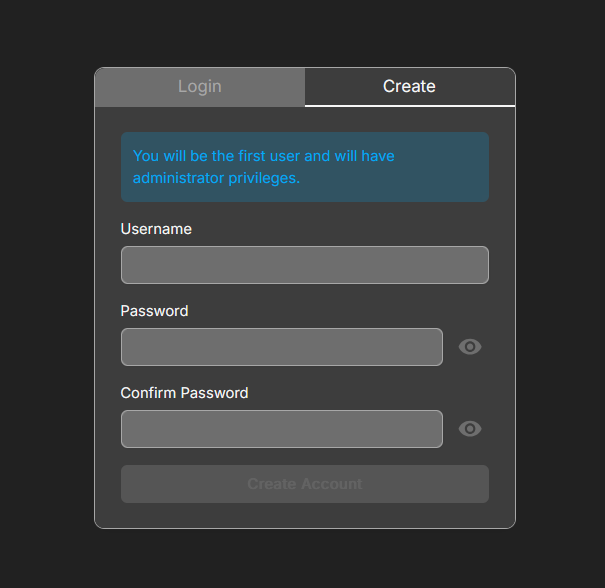 Login
Create
You will be the first user and will have
administrator privileges.
Username
Password
Confirm Password
Create Account